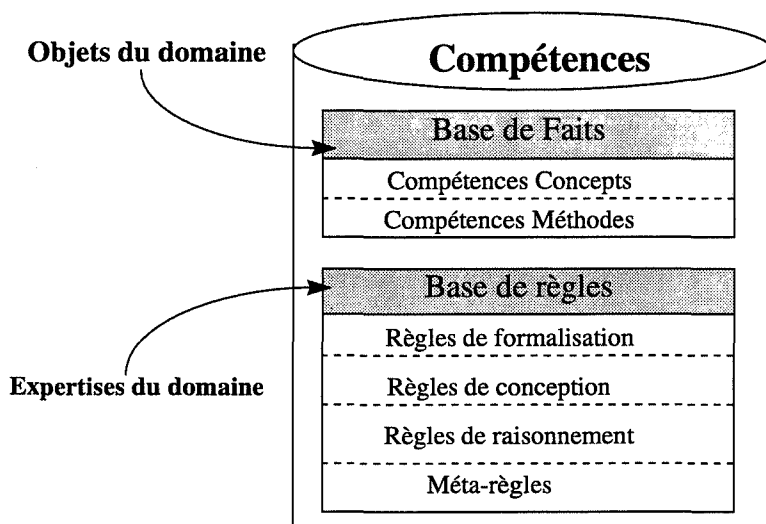 Objets du domaine
Compétences
Base de Faits
Compétences Concepts
Compétences Méthodes
Base de règles
Règles de formalisation
Expertises du domaine
Règles de conception
Règles de raisonnement
Méta-règles